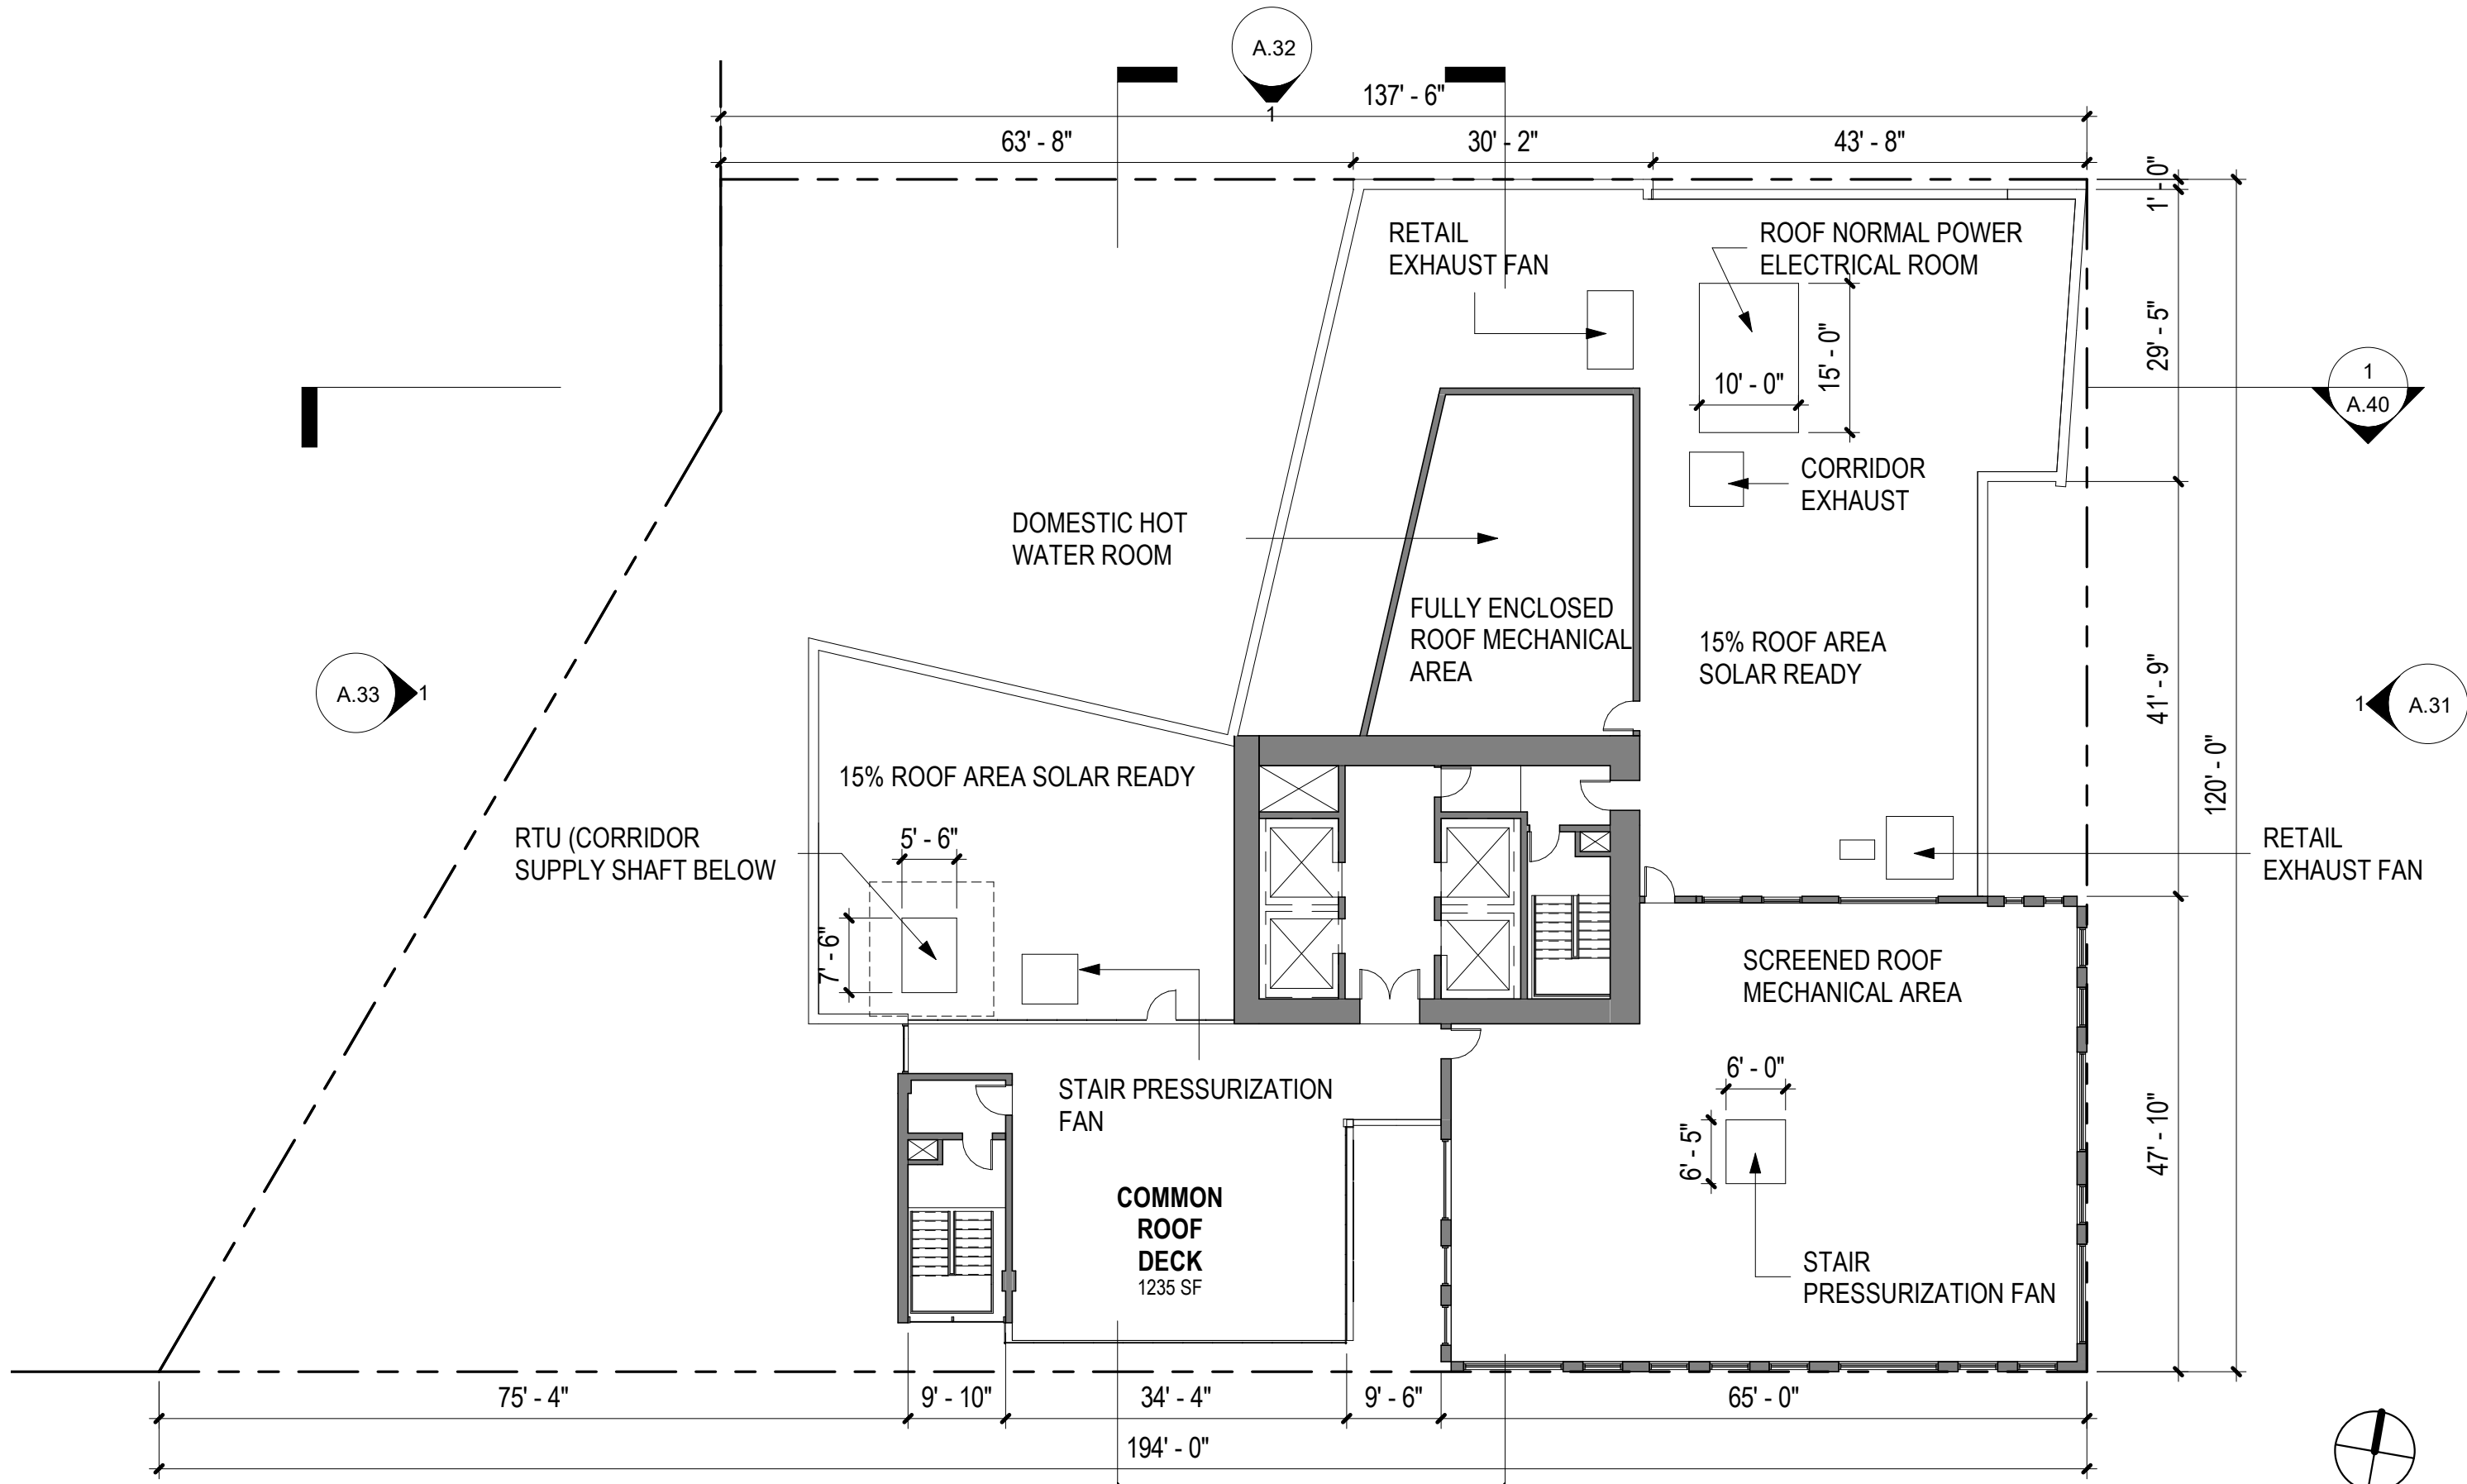 A.32
1
137' - 6"
63' - 8"
30' - 2"
43' - 8"
1' - 0"
RETAIL
EXHAUST FAN
ROOF NORMAL POWER
ELECTRICAL ROOM
29' - 5"
15' - 0"
10' - 0"
1
A.40
CORRIDOR
EXHAUST
DOMESTIC HOT
WATER ROOM
FULLY ENCLOSED
ROOF MECHANICAL
AREA
15% ROOF AREA
SOLAR READY
A.33
1
41' - 9"
1
A.31
120' - 0"
15% ROOF AREA SOLAR READY
RTU (CORRIDOR
SUPPLY SHAFT BELOW
5' - 6"
RETAIL
EXHAUST FAN
7' - 6"
SCREENED ROOF
MECHANICAL AREA
STAIR PRESSURIZATION
FAN
6' - 0"
6' - 5"
47' - 10"
COMMON
ROOF
DECK
1235 SF
STAIR
PRESSURIZATION FAN
75' - 4"
9' - 10"
34' - 4"
9' - 6"
65' - 0"
194' - 0"